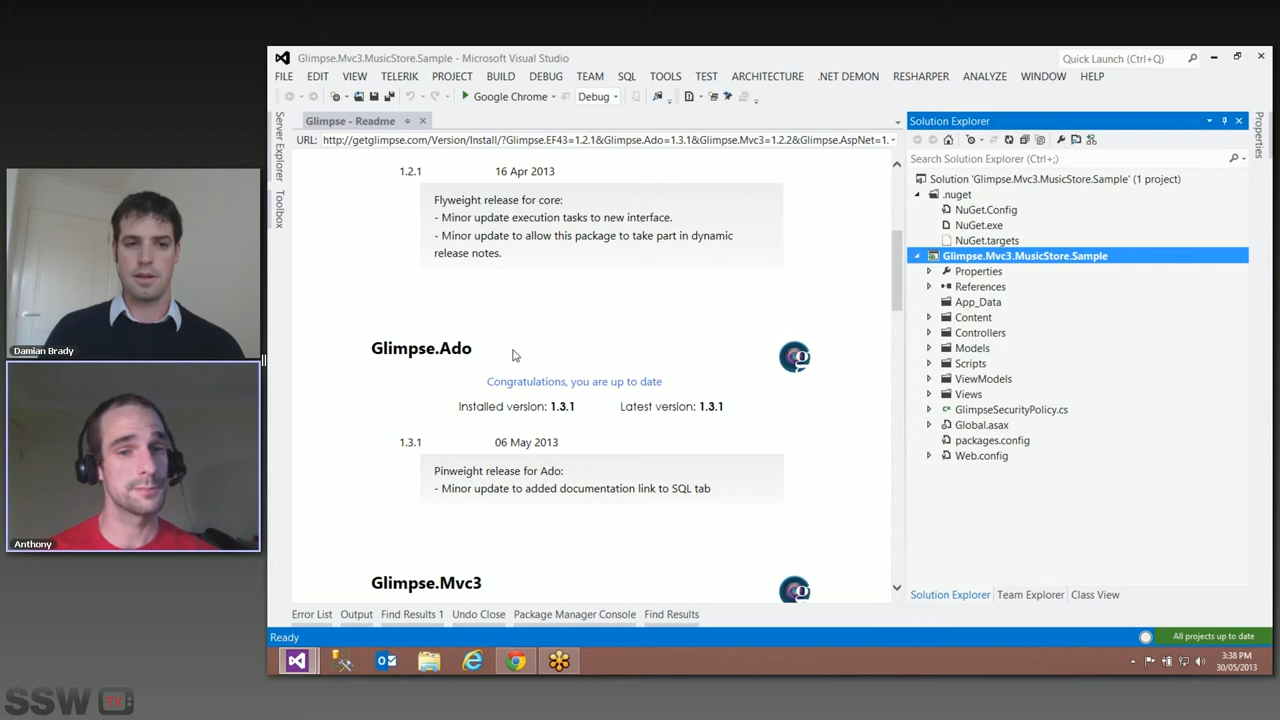 Damian Brady
Anthony
SSW TV
Glimpse.Mvc3.MusicStore.Sample - Microsoft Visual Studio
Quick Launch (Ctrl+Q)
FILE EDIT VIEW TELERIK PROJECT BUILD DEBUG TEAM SQL TOOLS TEST ARCHITECTURE .NET DEMON RESHARPER ANALYZE WINDOW HELP
Google Chrome Debug
Server Explorer
Toolbox
Glimpse - Readme
URL: http://getglimpse.com/Version/Install/?Glimpse.EF43=1.2.1&Glimpse.Ado=1.3.1&Glimpse.Mvc3=1.2.2&Glimpse.AspNet=1.
1.2.1 16 Apr 2013
Flyweight release for core:
- Minor update execution tasks to new interface.
- Minor update to allow this package to take part in dynamic
release notes.
Glimpse.Ado
g
Congratulations, you are up to date
Installed version: 1.3.1 Latest version: 1.3.1
1.3.1 06 May 2013
Pinweight release for Ado:
- Minor update to added documentation link to SQL tab
Glimpse.Mvc3
g
Solution Explorer
Search Solution Explorer (Ctrl+;)
Solution 'Glimpse.Mvc3.MusicStore.Sample' (1 project)
.nuget
NuGet.Config
NuGet.exe
NuGet.targets
Glimpse.Mvc3.MusicStore.Sample
Properties
References
App_Data
Content
Controllers
Models
Scripts
ViewModels
Views
GlimpseSecurityPolicy.cs
Global.asax
packages.config
Web.config
Solution Explorer Team Explorer Class View
Properties
Error List Output Find Results 1 Undo Close Package Manager Console Find Results
Ready
All projects up to date
3:38 PM
30/05/2013